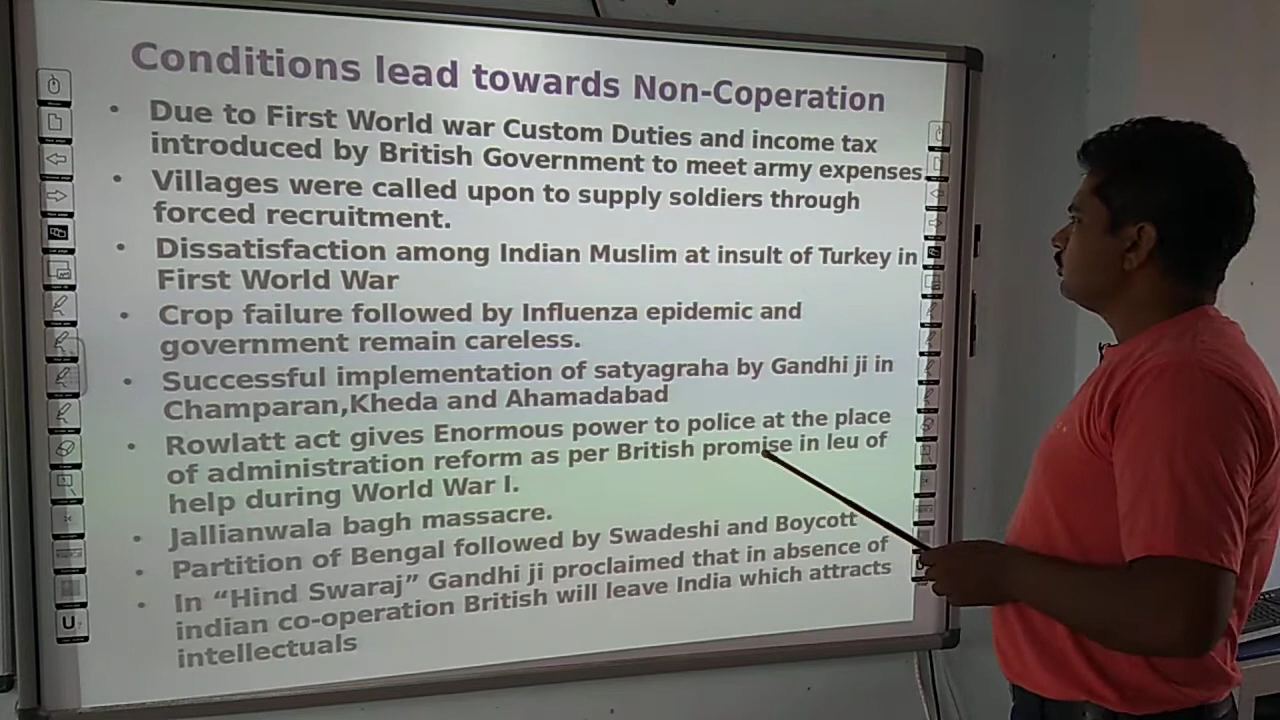 Conditions lead towards Non-Coperation
• Due to First World war Custom Duties and income tax
introduced by British Government to meet army expenses
• Villages were called upon to supply soldiers through
forced recruitment.
• Dissatisfaction among Indian Muslim at insult of Turkey in
First World War
• Crop failure followed by Influenza epidemic and
government remain careless.
• Successful implementation of satyagraha by Gandhi ji in
Champaran,Kheda and Ahamadabad
• Rowlatt act gives Enormous power to police at the place
of administration reform as per British promise in leu of
help during World War I.
• Jallianwala bagh massacre.
• Partition of Bengal followed by Swadeshi and Boycott
• In “Hind Swaraj” Gandhi ji proclaimed that in absence of
indian co-operation British will leave India which attracts
intellectuals